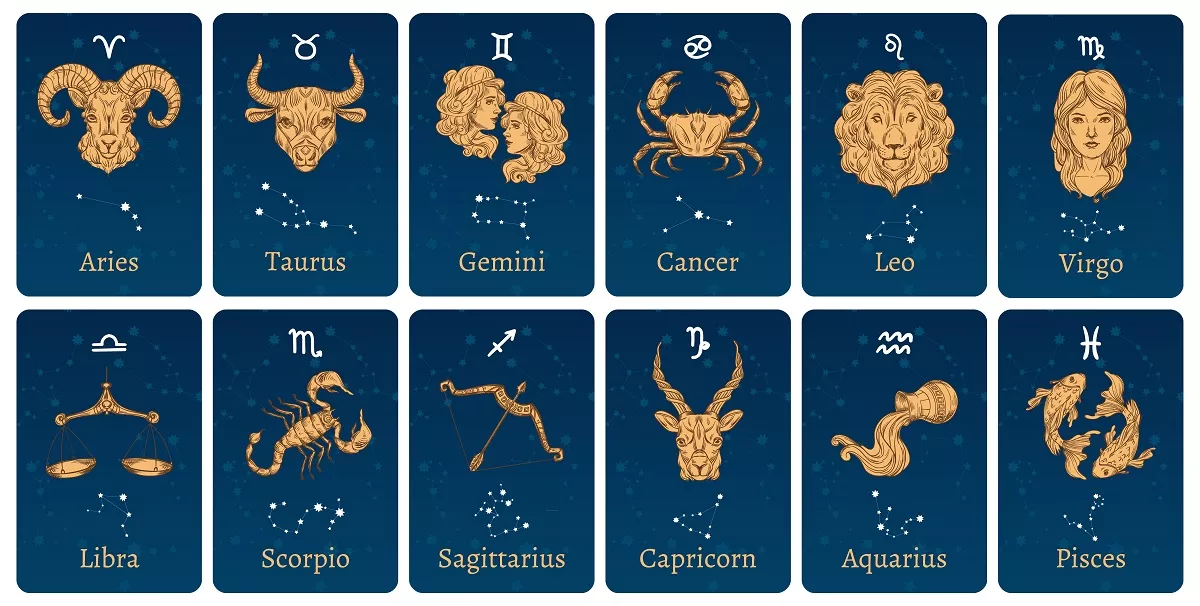 Aries
Taurus
Gemini
Cancer
Leo
Virgo
Libra
Scorpio
Sagittarius
Capricorn
Aquarius
Pisces